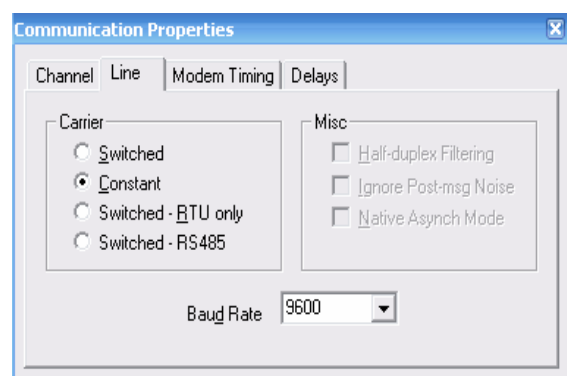 Communication Properties
Channel Line Modem Timing Delays
Carrier
Switched
Constant
Switched - RTU only
Switched - RS485
Misc
Half-duplex Filtering
Ignore Post-msg Noise
Native Asynch Mode
Baud Rate 9600